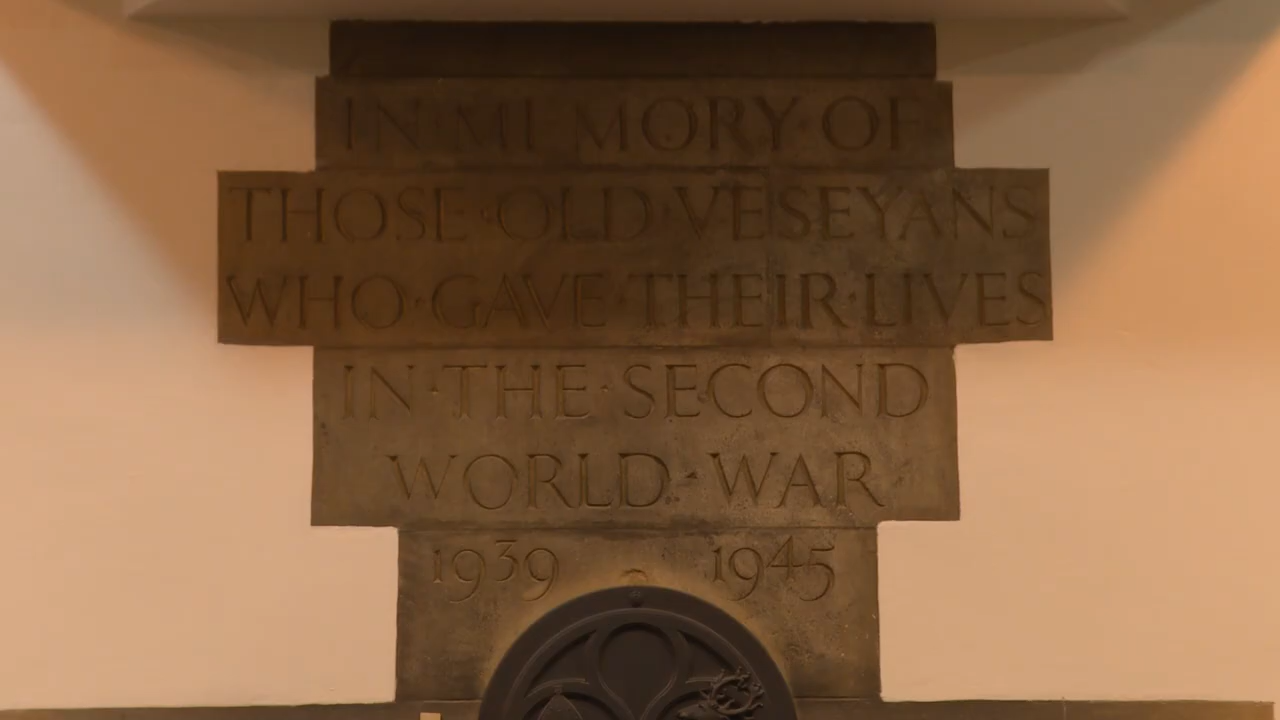 IN MEMORY OF
THOSE·OLD VESEYANS
WHO·GAVE·THEIR·LIVES
IN·THE·SECOND
WORLD·WAR
1939 1945